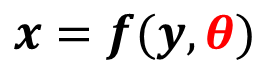 x = f(y, θ)